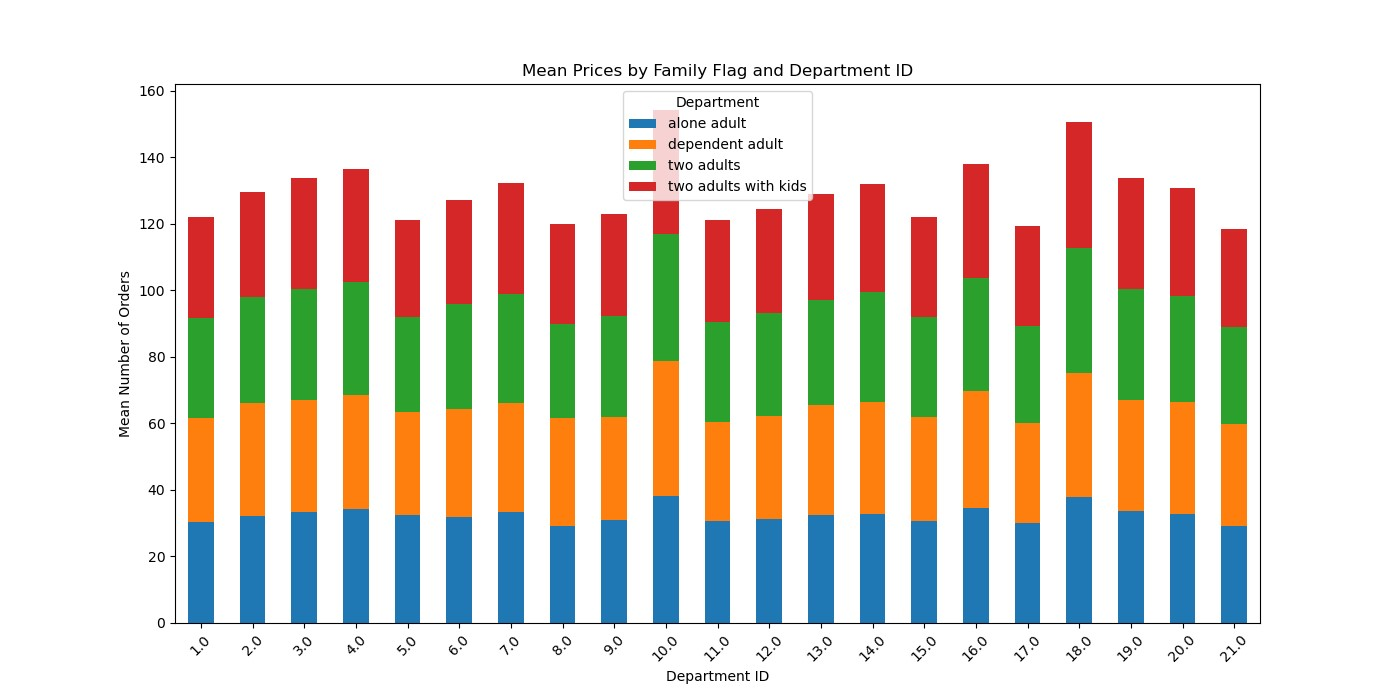 Mean Prices by Family Flag and Department ID
Department
alone adult
dependent adult
two adults
two adults with kids
Mean Number of Orders
160
140
120
100
80
60
40
20
0
1.0 2.0 3.0 4.0 5.0 6.0 7.0 8.0 9.0 10.0 11.0 12.0 13.0 14.0 15.0 16.0 17.0 18.0 19.0 20.0 21.0
Department ID